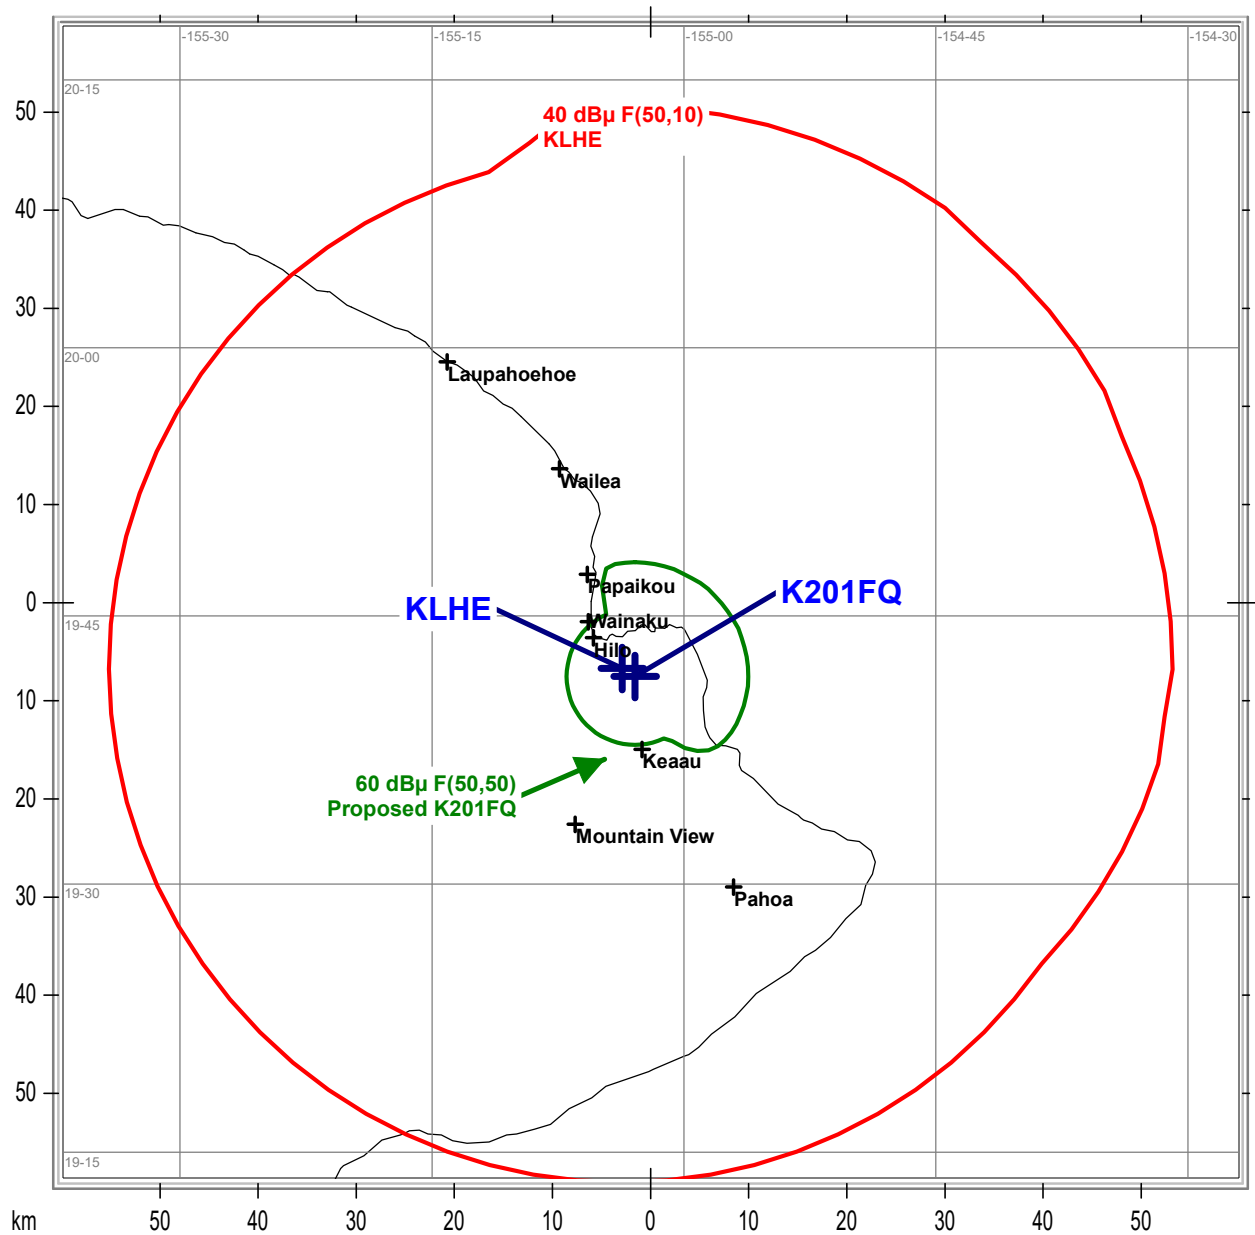 -155-30
-155-15
-155-00
-154-45
-154-30
20-15
50
40 dBµ F(50,10)
KLHE
40
30
20-00
Laupahoehoe
20
Wailea
10
Papaikou
K201FQ
KLHE
0
19-45
Wainaku
Hilo
10
Keaau
60 dBµ F(50,50)
Proposed K201FQ
20
Mountain View
30
19-30
Pahoa
40
50
19-15
km
50
40
30
20
10
0
10
20
30
40
50